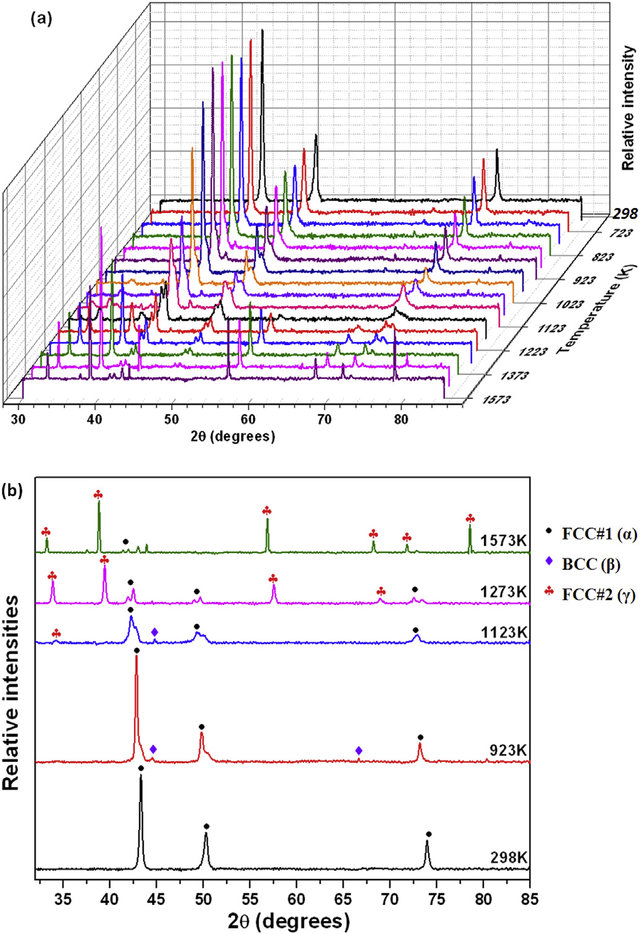 (a)
Relative intensity
298
723
823
923
1023
1123
1223
1373
1573
Temperature (K)
30 40 50 60 70 80
2θ (degrees)
(b)
1573K
1273K
1123K
923K
298K
● FCC#1 (α)
♦ BCC (β)
♣ FCC#2 (γ)
Relative intensities
35 40 45 50 55 60 65 70 75 80 85
2θ (degrees)